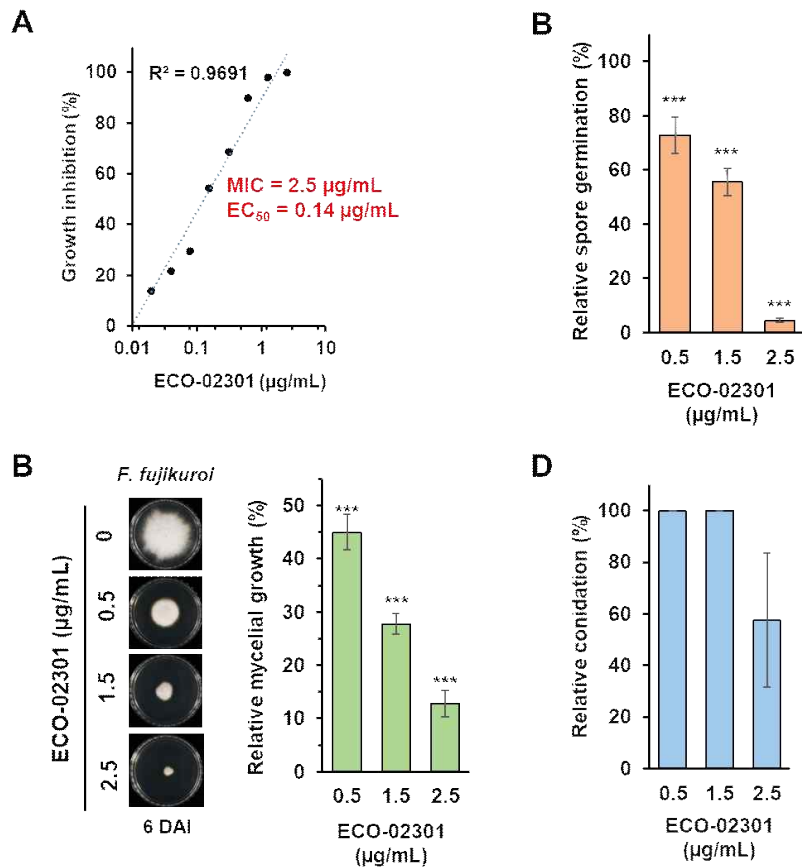 A
R² = 0.9691
MIC = 2.5 µg/mL
EC₅₀ = 0.14 µg/mL
Growth inhibition (%)
100
80
60
40
20
0
0.01
0.1
1
10
ECO-02301 (µg/mL)
B
Relative spore germination (%)
100
80
60
40
20
0
***
***
***
0.5
1.5
2.5
ECO-02301
(µg/mL)
B
F. fujikuroi
ECO-02301 (µg/mL)
0
0.5
1.5
2.5
6 DAI
Relative mycelial growth (%)
50
45
40
35
30
25
20
15
10
5
0
***
***
***
0.5
1.5
2.5
ECO-02301
(µg/mL)
D
Relative conidation (%)
100
80
60
40
20
0
0.5
1.5
2.5
ECO-02301
(µg/mL)